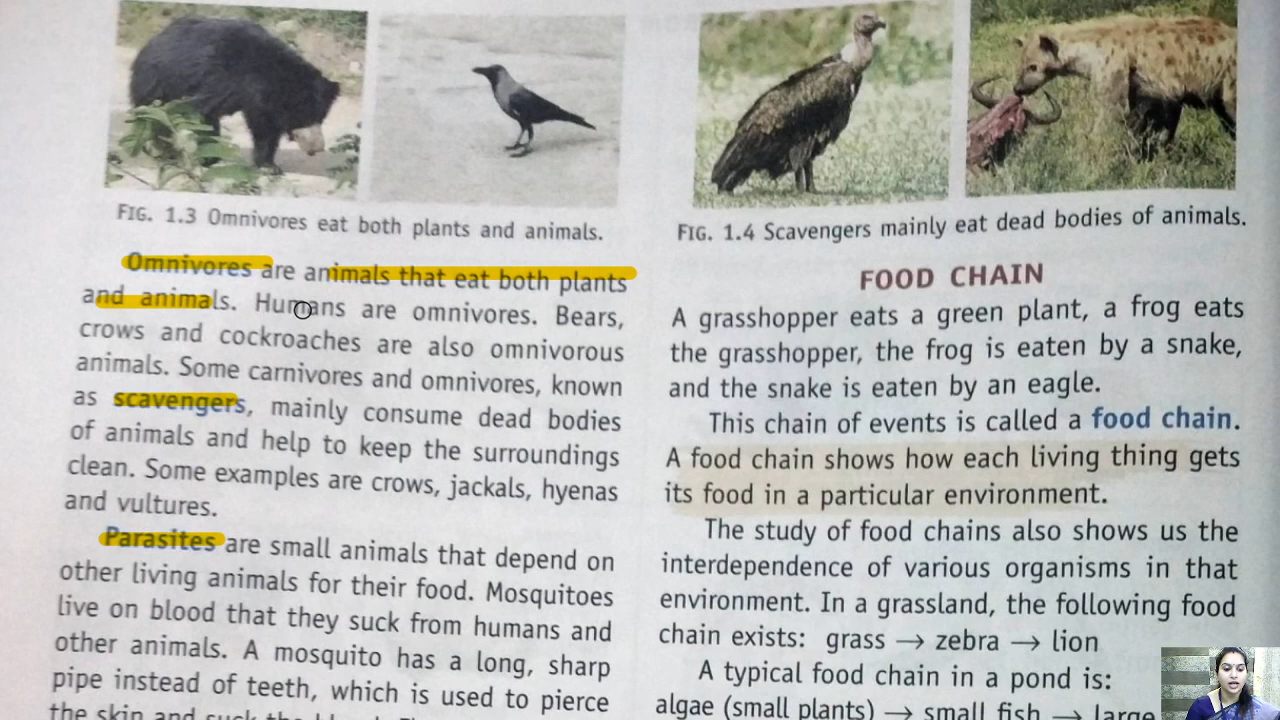 FIG. 1.3 Omnivores eat both plants and animals.
Omnivores are animals that eat both plants
and animals. Humans are omnivores. Bears,
crows and cockroaches are also omnivorous
animals. Some carnivores and omnivores, known
as scavengers, mainly consume dead bodies
of animals and help to keep the surroundings
clean. Some examples are crows, jackals, hyenas
and vultures.
Parasites are small animals that depend on
other living animals for their food. Mosquitoes
live on blood that they suck from humans and
other animals. A mosquito has a long, sharp
pipe instead of teeth, which is used to pierce
the skin and suck the
FIG. 1.4 Scavengers mainly eat dead bodies of animals.
FOOD CHAIN
A grasshopper eats a green plant, a frog eats
the grasshopper, the frog is eaten by a snake,
and the snake is eaten by an eagle.
This chain of events is called a food chain.
A food chain shows how each living thing gets
its food in a particular environment.
The study of food chains also shows us the
interdependence of various organisms in that
environment. In a grassland, the following food
chain exists: grass → zebra → lion
A typical food chain in a pond is:
algae (small plants) → small fish → large